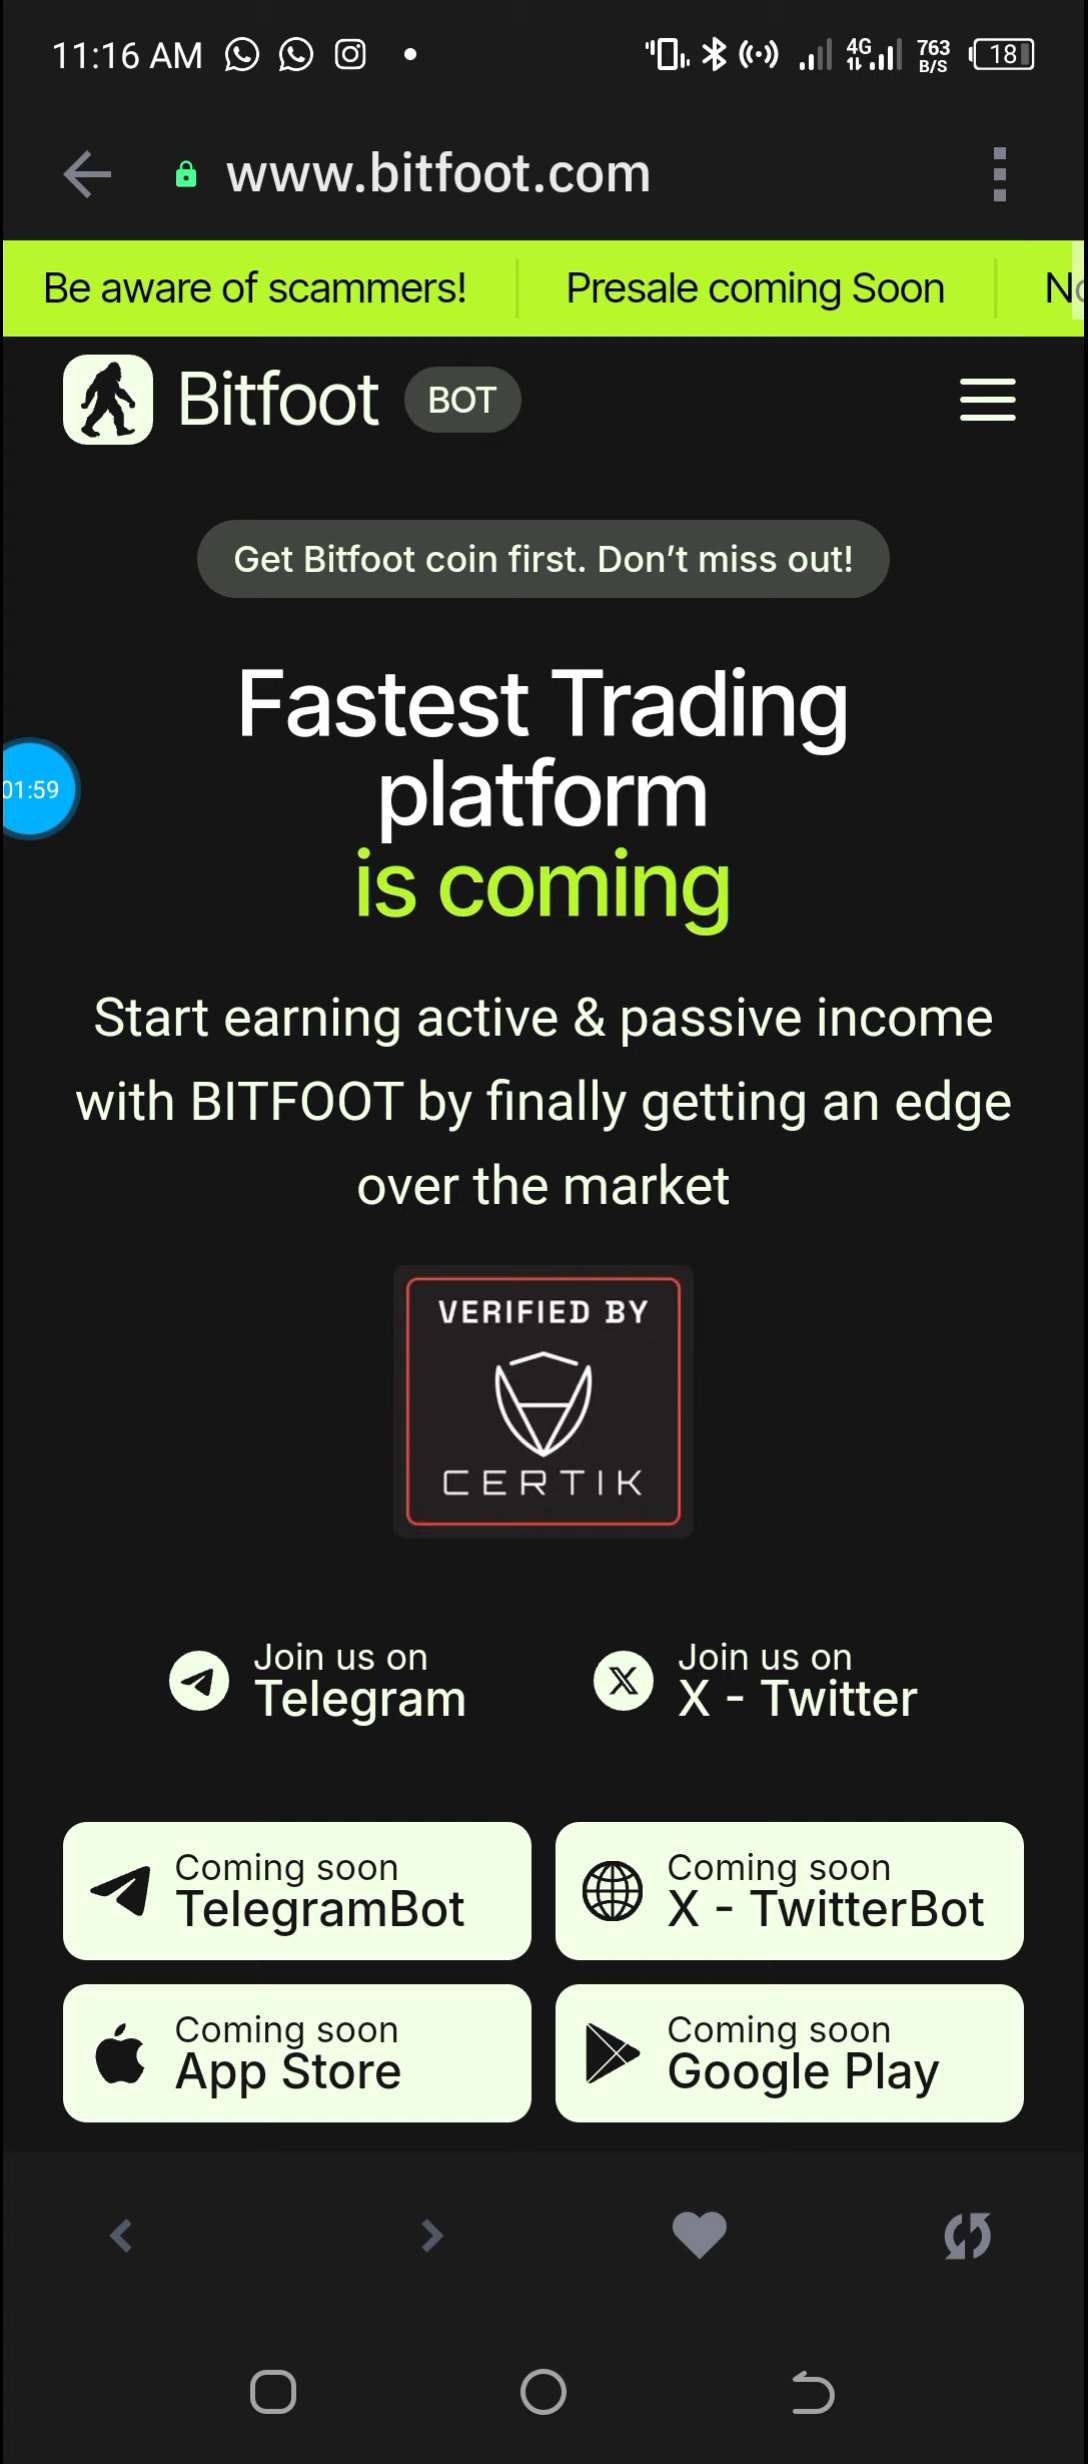 11:16 AM
4G
763
B/S
18
www.bitfoot.com
Be aware of scammers!
Presale coming Soon
Bitfoot
BOT
Get Bitfoot coin first. Don’t miss out!
Fastest Trading
platform
is coming
01:59
Start earning active & passive income
with BITFOOT by finally getting an edge
over the market
VERIFIED BY
CERTIK
Join us on
Telegram
Join us on
X - Twitter
Coming soon
TelegramBot
Coming soon
X - TwitterBot
Coming soon
App Store
Coming soon
Google Play